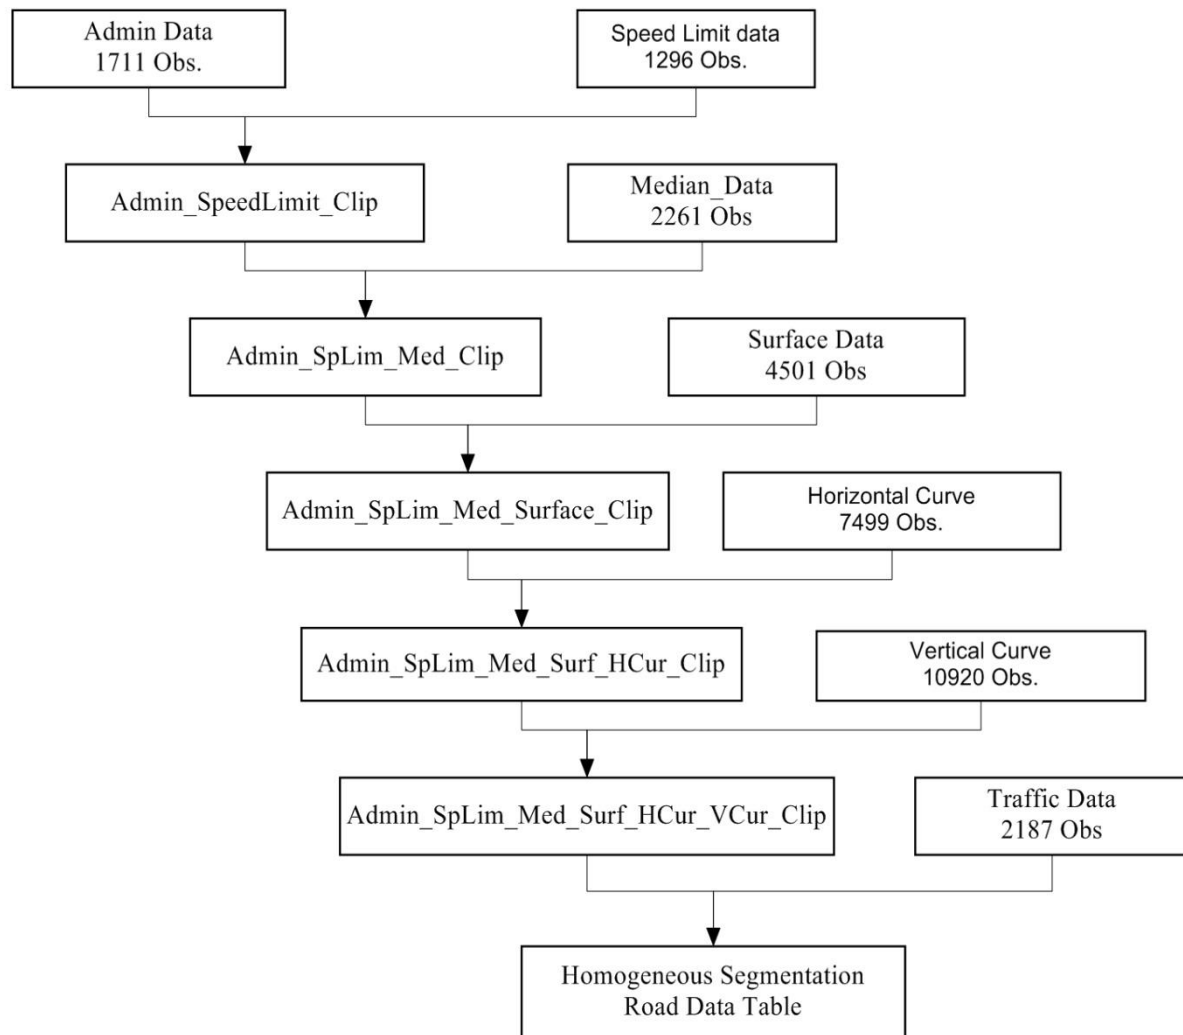 Admin Data
1711 Obs.
Speed Limit data
1296 Obs.
Admin_SpeedLimit_Clip
Median_Data
2261 Obs
Admin_SpLim_Med_Clip
Surface Data
4501 Obs
Admin_SpLim_Med_Surface_Clip
Horizontal Curve
7499 Obs.
Admin_SpLim_Med_Surf_HCur_Clip
Vertical Curve
10920 Obs.
Admin_SpLim_Med_Surf_HCur_VCur_Clip
Traffic Data
2187 Obs
Homogeneous Segmentation
Road Data Table